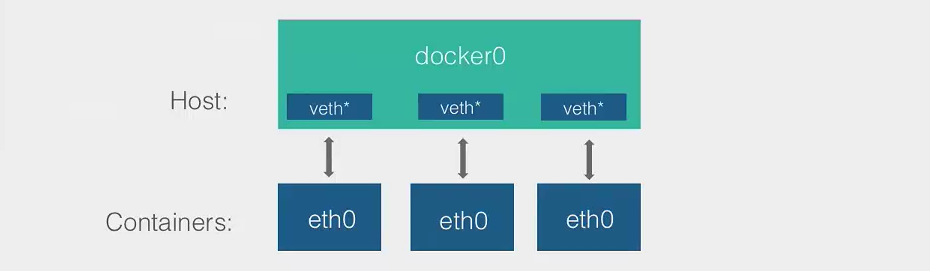 docker0
Host:
veth* veth* veth*
Containers:
eth0 eth0 eth0